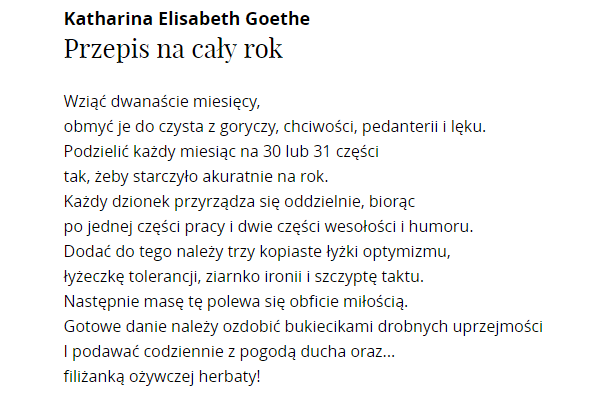 Katharina Elisabeth Goethe
Przepis na cały rok
Wziąć dwanaście miesięcy,
obmyć je do czysta z goryczy, chciwości, pedanterii i lęku.
Podzielić każdy miesiąc na 30 lub 31 części
tak, żeby starczyło akuratnie na rok.
Każdy dzionek przyrządza się oddzielnie, biorąc
po jednej części pracy i dwie części wesołości i humoru.
Dodać do tego należy trzy kopiaste łyżki optymizmu,
łyżeczkę tolerancji, ziarnko ironii i szczyptę taktu.
Następnie masę tę polewa się obficie miłością.
Gotowe danie należy ozdobić bukiecikami drobnych uprzejmości
I podawać codziennie z pogodą ducha oraz...
filiżanką ożywczej herbaty!